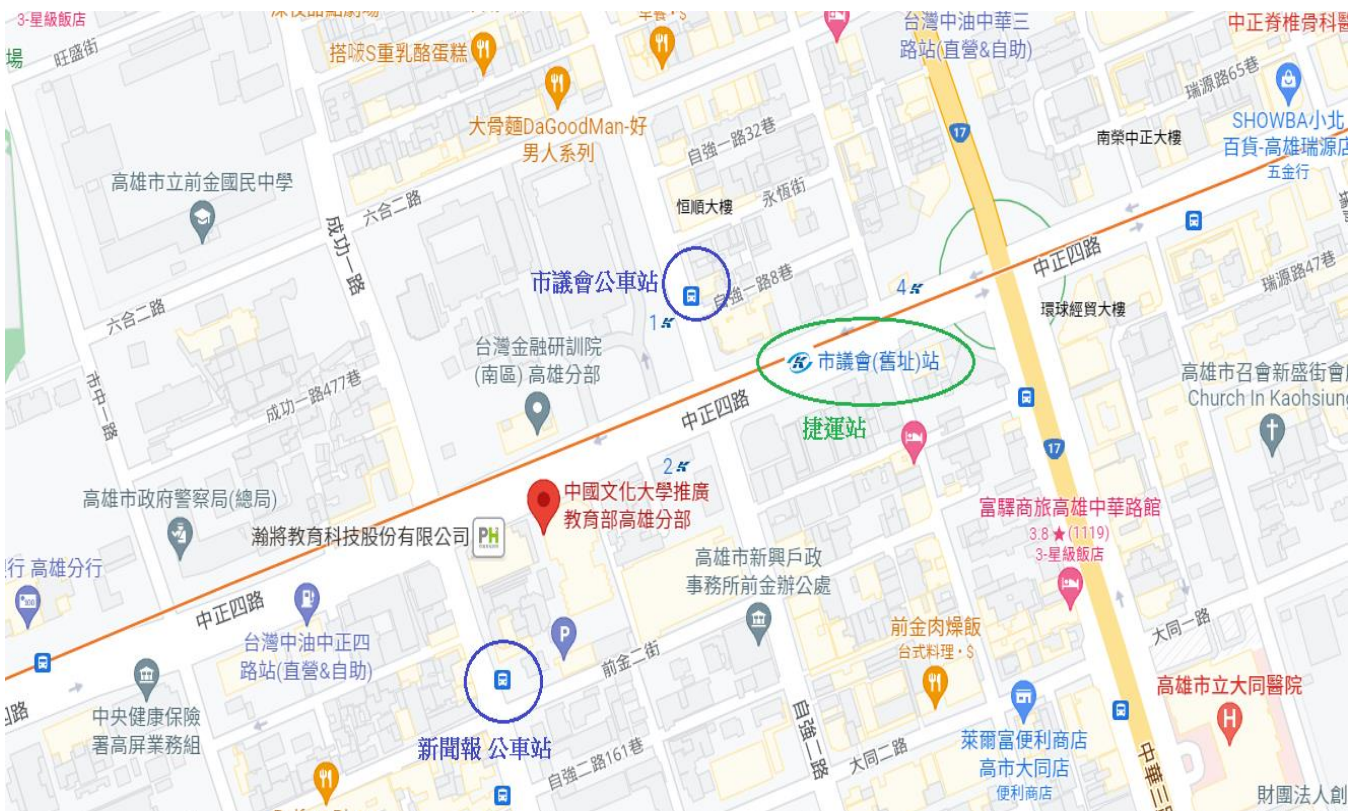 3-星級飯店
場
旺盛街
搭啵S重乳酪蛋糕
早餐・$
台灣中油中華三
路站(直營&自助)
中正脊椎骨科醫
瑞源路65巷
大骨麵DaGoodMan-好
男人系列
自強一路32巷
17
南榮中正大樓
SHOWBA小北
百貨-高雄瑞源店
五金行
高雄市立前金國民中學
六合二路
成功一路
恒順大樓
永恆街
市議會公車站
自強一路8巷
4
中正四路
瑞源路47巷
六合二路
1
環球經貿大樓
台灣金融研訓院
(南區) 高雄分部
市議會(舊址)站
捷運站
高雄市召會新盛街會
Church In Kaohsiung
市中一路
成功一路477巷
中正四路
17
2
高雄市政府警察局(總局)
瀚將教育科技股份有限公司
PH
中國文化大學推廣
教育部高雄分部
富驛商旅高雄中華路館
3.8★(1119)
3-星級飯店
行 高雄分行
高雄市新興戶政
事務所前金辦公處
中正四路
台灣中油中正四
路站(直營&自助)
P
前金二街
前金肉燥飯
台式料理・$
大同一路
高雄市立大同醫院
H
中央健康保險
署高屏業務組
四路
新聞報 公車站
自強二路161巷
自強二路
大同二路
萊爾富便利商店
高市大同店
便利商店
中華三
財團法人創